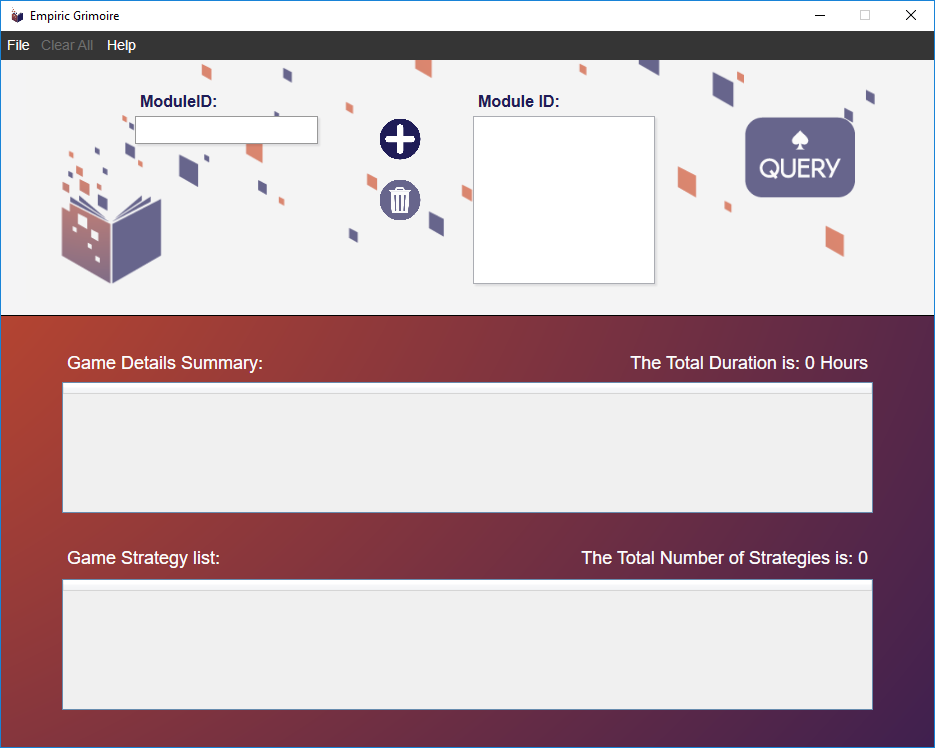 Empiric Grimoire
File Clear All Help
ModuleID:
Module ID:
QUERY
Game Details Summary:
The Total Duration is: 0 Hours
Game Strategy list:
The Total Number of Strategies is: 0